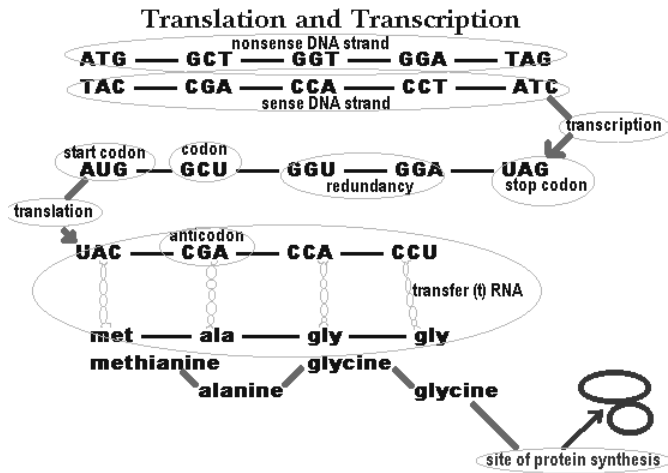 Translation and Transcription
nonsense DNA strand
ATG GCT GGT GGA TAG
TAC CGA CCA CCT ATC
sense DNA strand
transcription
start codon codon
AUG GCU GGU GGA UAG
redundancy stop codon
translation
anticodon
UAC CGA CCA CCU
transfer (t) RNA
met ala gly gly
methianine glycine
alanine glycine
site of protein synthesis